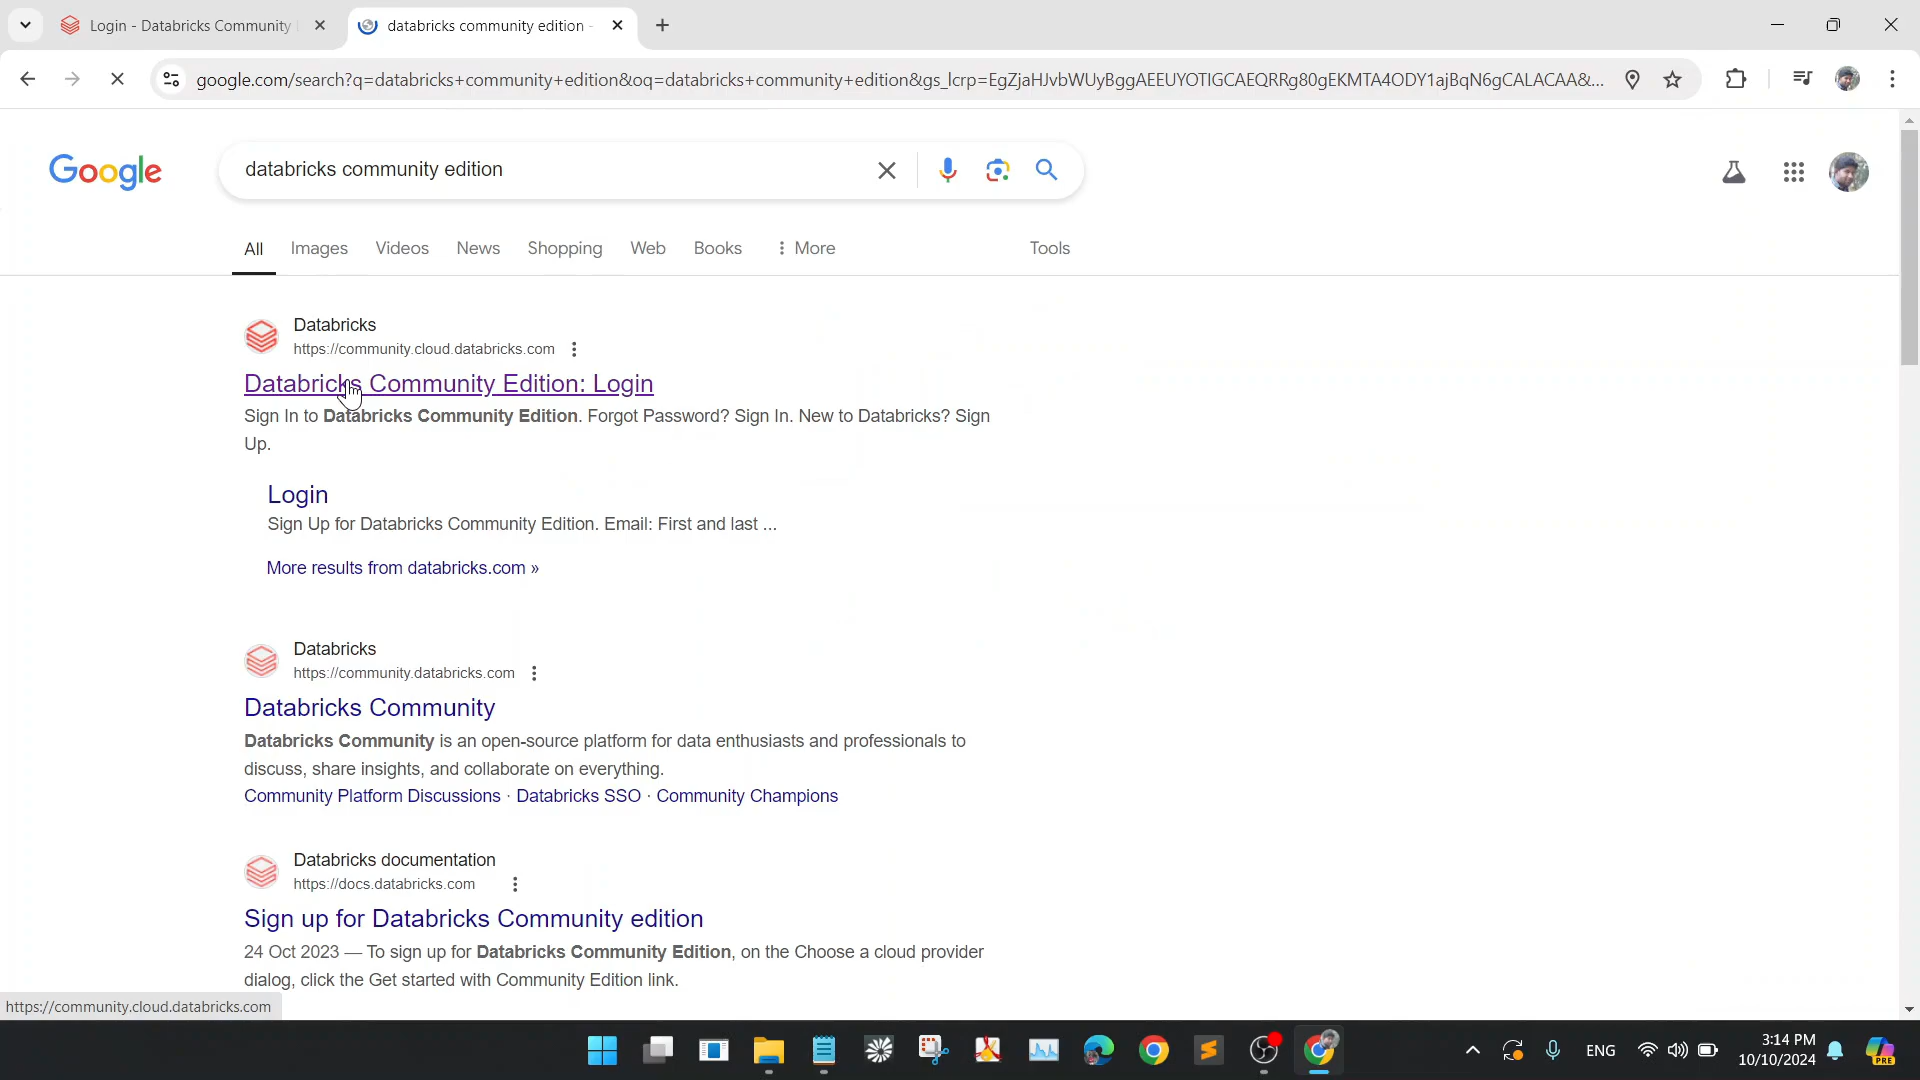 Login - Databricks Community
databricks community edition -
google.com/search?q=databricks+community+edition&oq=databricks+community+edition&gs_lcrp=EgZjaHJvbWUyBggAEEUYOTIGCAEQRRg80gEKMTA4ODY1ajBqN6gCALACAA&...
Google
databricks community edition
All Images Videos News Shopping Web Books More Tools
Databricks
https://community.cloud.databricks.com
Databricks Community Edition: Login
Sign In to Databricks Community Edition. Forgot Password? Sign In. New to Databricks? Sign
Up.
Login
Sign Up for Databricks Community Edition. Email: First and last ...
More results from databricks.com »
Databricks
https://community.databricks.com
Databricks Community
Databricks Community is an open-source platform for data enthusiasts and professionals to
discuss, share insights, and collaborate on everything.
Community Platform Discussions · Databricks SSO · Community Champions
Databricks documentation
https://docs.databricks.com
Sign up for Databricks Community edition
24 Oct 2023 — To sign up for Databricks Community Edition, on the Choose a cloud provider
dialog, click the Get started with Community Edition link.
https://community.cloud.databricks.com
ENG
3:14 PM
10/10/2024
PRE